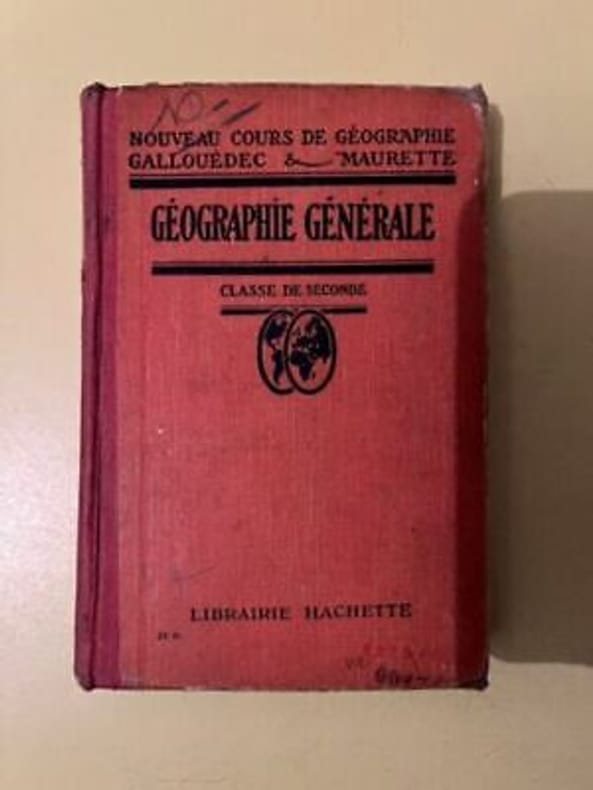 NOUVEAU COURS DE GÉOGRAPHIE
GALLOUÉDEC & MAURETTE
GÉOGRAPHIE GÉNÉRALE
CLASSE DE SECONDE
LIBRAIRIE HACHETTE